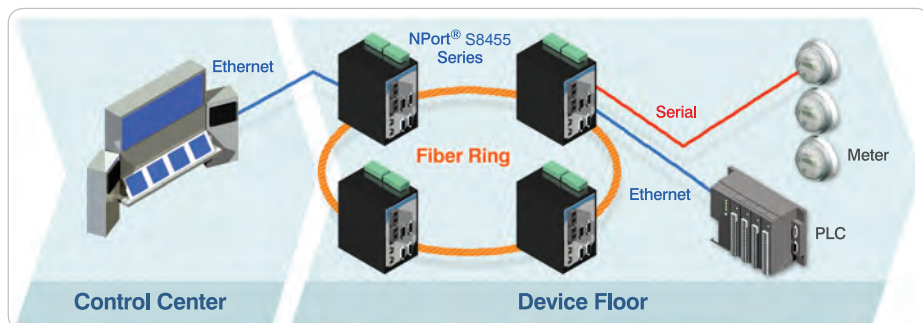 NPort® S8455
Series
Ethernet
Serial
Fiber Ring
Meter
Ethernet
PLC
Control Center
Device Floor